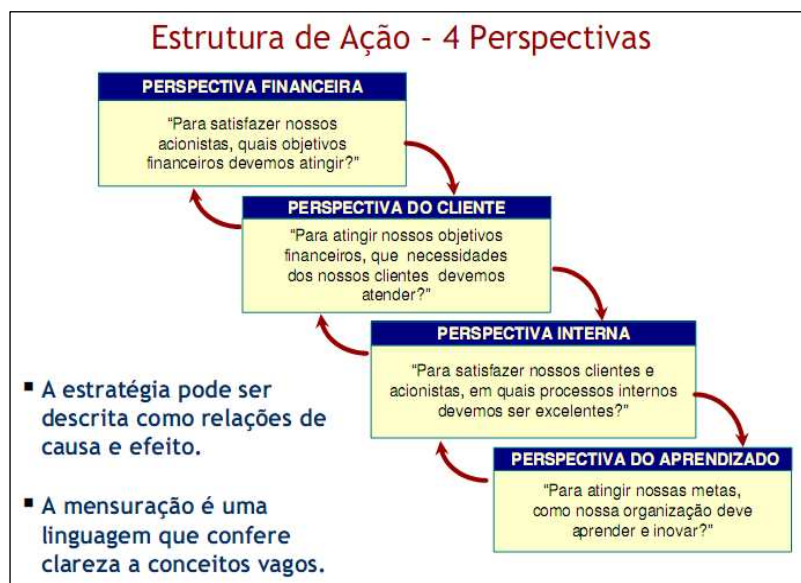 Estrutura de Ação - 4 Perspectivas
PERSPECTIVA FINANCEIRA
“Para satisfazer nossos
acionistas, quais objetivos
financeiros devemos atingir?”
PERSPECTIVA DO CLIENTE
“Para atingir nossos objetivos
financeiros, que necessidades
dos nossos clientes devemos
atender?”
PERSPECTIVA INTERNA
“Para satisfazer nossos clientes e
acionistas, em quais processos internos
devemos ser excelentes?”
PERSPECTIVA DO APRENDIZADO
“Para atingir nossas metas,
como nossa organização deve
aprender e inovar?”
▪ A estratégia pode ser
descrita como relações de
causa e efeito.
▪ A mensuração é uma
linguagem que confere
clareza a conceitos vagos.